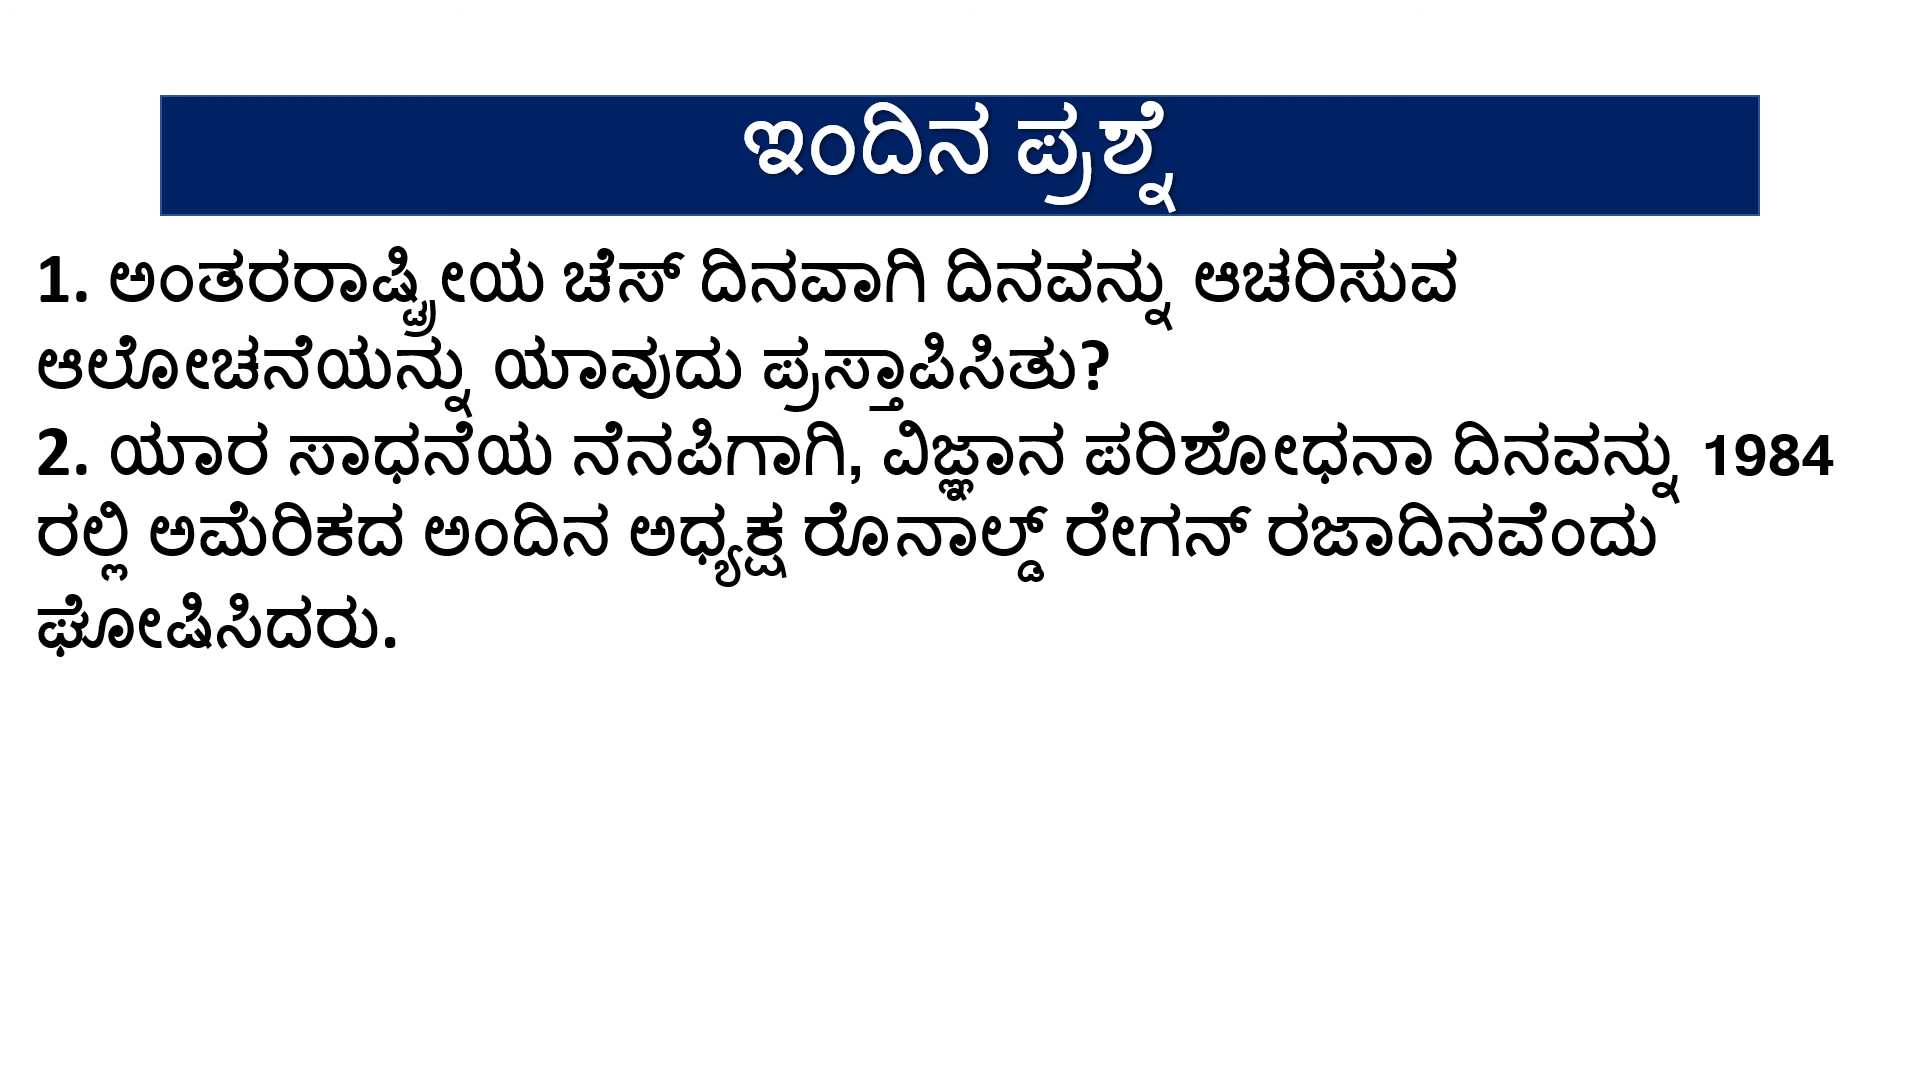 ಇಂದಿನ ಪ್ರಶ್ನೆ
1. ಅಂತರರಾಷ್ಟ್ರೀಯ ಚೆಸ್ ದಿನವಾಗಿ ದಿನವನ್ನು ಆಚರಿಸುವ
ಆಲೋಚನೆಯನ್ನು ಯಾವುದು ಪ್ರಸ್ತಾಪಿಸಿತು?
2. ಯಾರ ಸಾಧನೆಯ ನೆನಪಿಗಾಗಿ, ವಿಜ್ಞಾನ ಪರಿಶೋಧನಾ ದಿನವನ್ನು 1984
ರಲ್ಲಿ ಅಮೆರಿಕದ ಅಂದಿನ ಅಧ್ಯಕ್ಷ ರೊನಾಲ್ಡ್ ರೇಗನ್ ರಜಾದಿನವೆಂದು
ಘೋಷಿಸಿದರು.